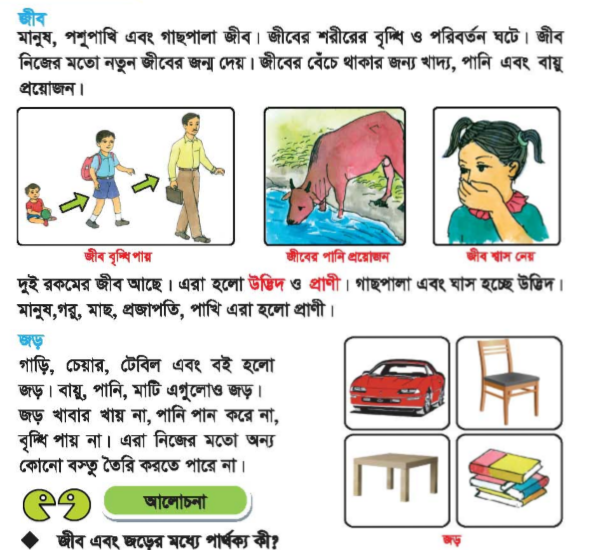 জীব
মানুষ, পশুপাখি এবং গাছপালা জীব। জীবের শরীরের বৃদ্ধি ও পরিবর্তন ঘটে। জীব
নিজের মতো নতুন জীবের জন্ম দেয়। জীবের বেঁচে থাকার জন্য খাদ্য, পানি এবং বায়ু
প্রয়োজন।
জীব বৃদ্ধি পায়
জীবের পানি প্রয়োজন
জীব শ্বাস নেয়
দুই রকমের জীব আছে। এরা হলো উদ্ভিদ ও প্রাণী। গাছপালা এবং ঘাস হচ্ছে উদ্ভিদ।
মানুষ,গরু, মাছ, প্রজাপতি, পাখি এরা হলো প্রাণী।
জড়
গাড়ি, চেয়ার, টেবিল এবং বই হলো
জড়। বায়ু, পানি, মাটি এগুলোও জড়।
জড় খাবার খায় না, পানি পান করে না,
বৃদ্ধি পায় না। এরা নিজের মতো অন্য
কোনো বস্তু তৈরি করতে পারে না।
জড়
আলোচনা
জীব এবং জড়ের মধ্যে পার্থক্য কী?